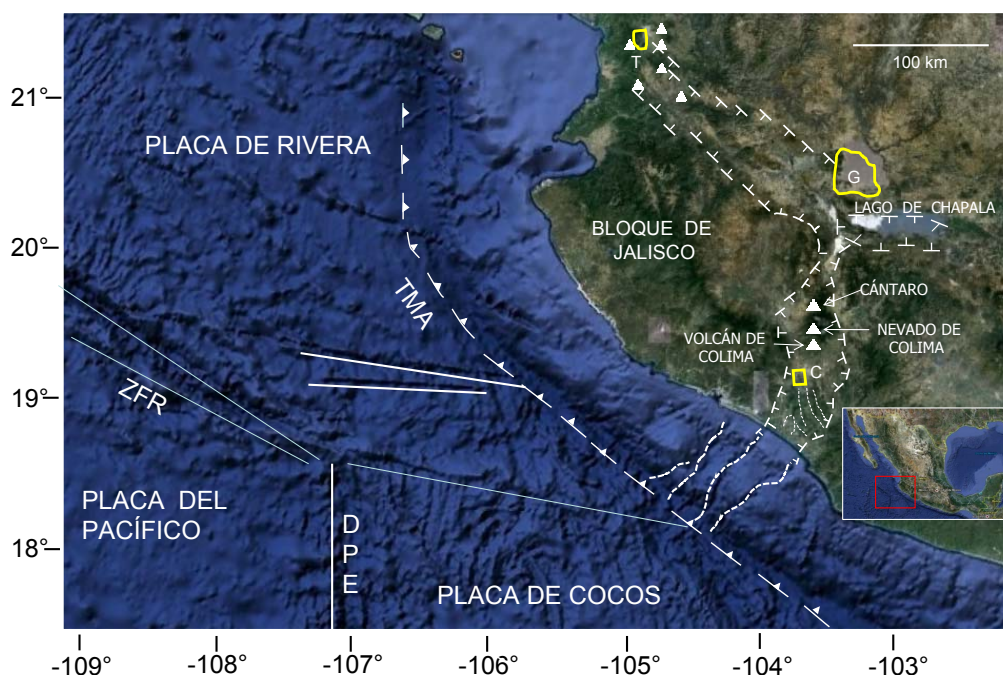 T
100 km
21°
PLACA DE RIVERA
G
LAGO DE CHAPALA
BLOQUE DE
JALISCO
20°
CÁNTARO
TMA
VOLCÁN DE
COLIMA
NEVADO DE
COLIMA
C
19°
ZFR
PLACA DEL
PACÍFICO
D
P
E
18°
PLACA DE COCOS
-109°
-108°
-107°
-106°
-105°
-104°
-103°